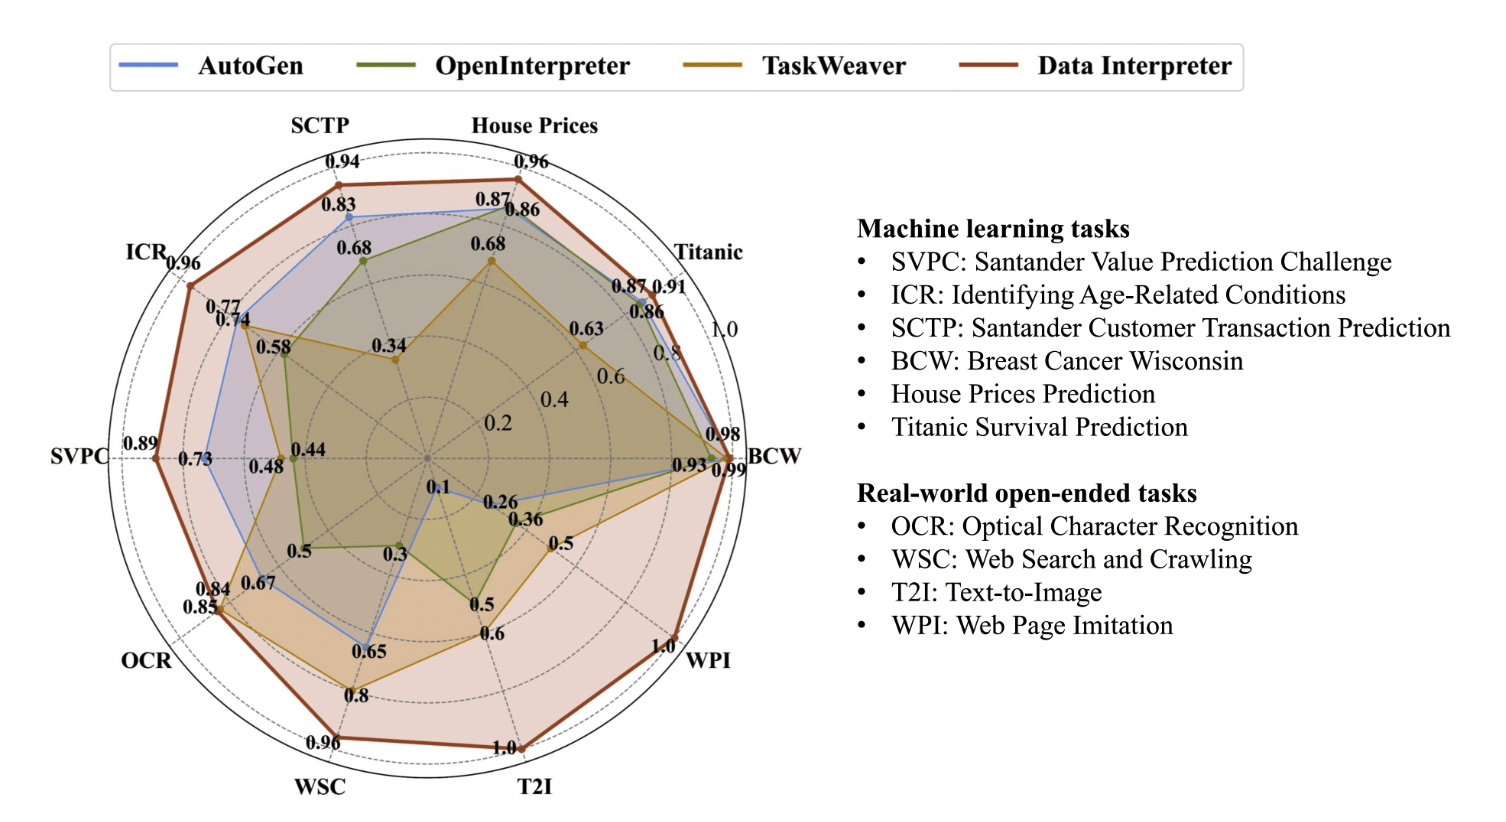 AutoGen OpenInterpreter TaskWeaver Data Interpreter
SCTP House Prices
0.94 0.96
0.83 0.87
0.86
ICR 0.68 0.68 Titanic
0.96
0.87 0.91
0.77 0.86
0.74 0.63 1.0
0.58 0.34 0.8
0.6
0.4
0.2
0.98
SVPC 0.89 0.73 0.48 0.44 0.93 0.99 BCW
0.1 0.26
0.36
0.5 0.3 0.5
0.84 0.67
0.85 0.5
0.6
OCR 0.65 1.0 WPI
0.8
0.96 1.0
WSC T2I
Machine learning tasks
• SVPC: Santander Value Prediction Challenge
• ICR: Identifying Age-Related Conditions
• SCTP: Santander Customer Transaction Prediction
• BCW: Breast Cancer Wisconsin
• House Prices Prediction
• Titanic Survival Prediction
Real-world open-ended tasks
• OCR: Optical Character Recognition
• WSC: Web Search and Crawling
• T2I: Text-to-Image
• WPI: Web Page Imitation